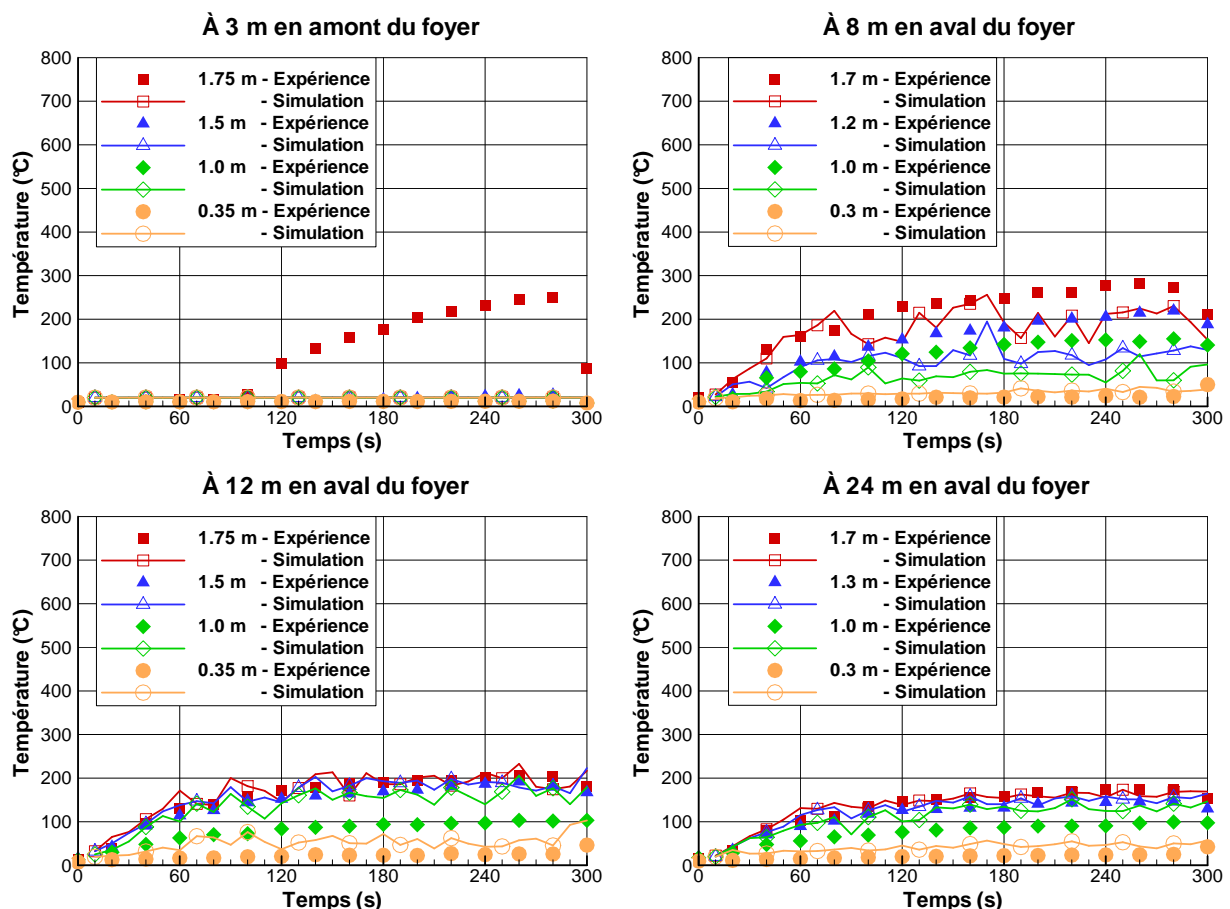 À 3 m en amont du foyer
800
700
600
500
400
300
200
100
0
Température (°C)
1.75 m - Expérience
- Simulation
1.5 m - Expérience
- Simulation
1.0 m - Expérience
- Simulation
0.35 m - Expérience
- Simulation
0 60 120 180 240 300
Temps (s)
À 8 m en aval du foyer
800
700
600
500
400
300
200
100
0
Température (°C)
1.7 m - Expérience
- Simulation
1.2 m - Expérience
- Simulation
1.0 m - Expérience
- Simulation
0.3 m - Expérience
- Simulation
0 60 120 180 240 300
Temps (s)
À 12 m en aval du foyer
800
700
600
500
400
300
200
100
0
Température (°C)
1.75 m - Expérience
- Simulation
1.5 m - Expérience
- Simulation
1.0 m - Expérience
- Simulation
0.35 m - Expérience
- Simulation
0 60 120 180 240 300
Temps (s)
À 24 m en aval du foyer
800
700
600
500
400
300
200
100
0
Température (°C)
1.7 m - Expérience
- Simulation
1.3 m - Expérience
- Simulation
1.0 m - Expérience
- Simulation
0.3 m - Expérience
- Simulation
0 60 120 180 240 300
Temps (s)